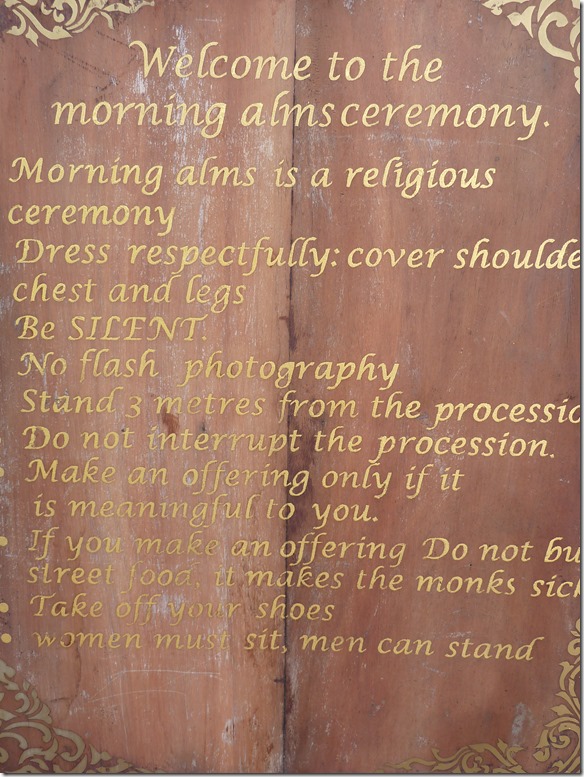 Welcome to the
morning alms ceremony.
Morning alms is a religious
ceremony
Dress respectfully: cover shoulde
chest and legs
Be SILENT.
No flash photography
Stand 3 metres from the processio
Do not interrupt the procession.
Make an offering only if it
is meaningful to you.
If you make an offering Do not bu
street food, it makes the monks sick
Take off your shoes
women must sit, men can stand